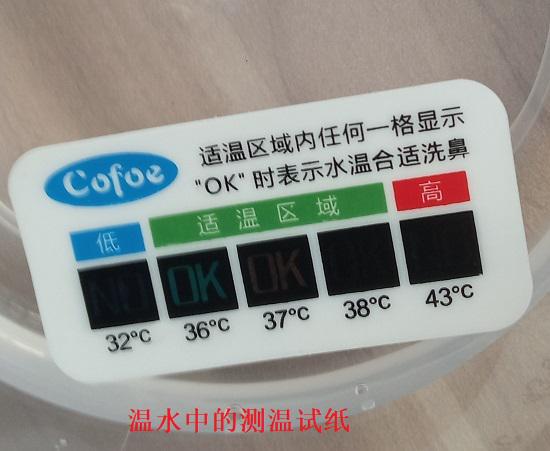 Cofoe
适温区域内任何一格显示
"OK"时表示水温合适洗鼻
低 适温区域 高
NO OK OK
32°C 36°C 37°C 38°C 43°C
温水中的测温试纸